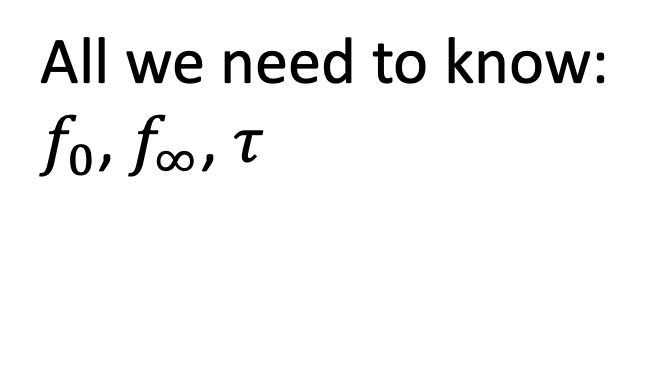 All we need to know:
𝑓₀, 𝑓∞, 𝜏